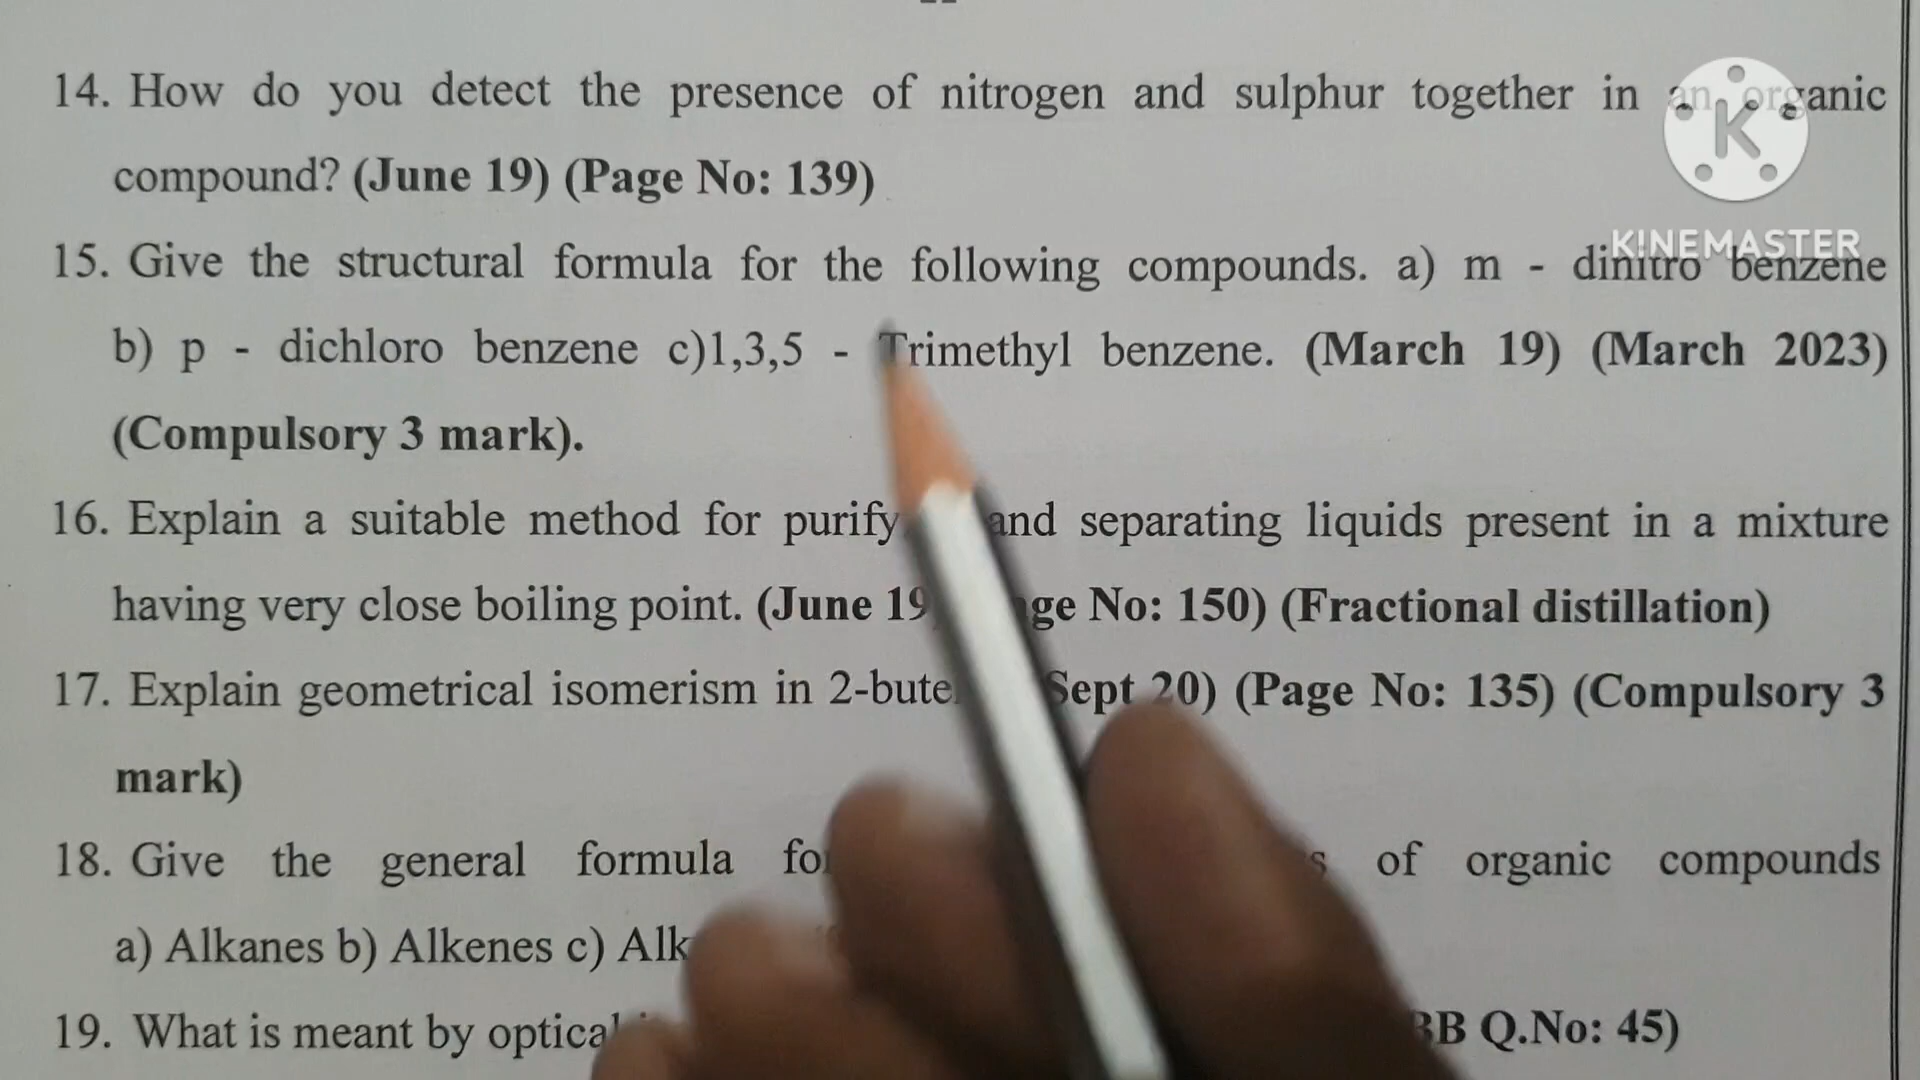 14. How do you detect the presence of nitrogen and sulphur together in an organic
compound? (June 19) (Page No: 139)
15. Give the structural formula for the following compounds. a) m - dinitro benzene
b) p - dichloro benzene c)1,3,5 - Trimethyl benzene. (March 19) (March 2023)
(Compulsory 3 mark).
16. Explain a suitable method for purify and separating liquids present in a mixture
having very close boiling point. (June 19 ge No: 150) (Fractional distillation)
17. Explain geometrical isomerism in 2-bute Sept 20) (Page No: 135) (Compulsory 3
mark)
18. Give the general formula of organic compounds
a) Alkanes b) Alkenes c) Alk
19. What is meant by optical BB Q.No: 45)
K
KINEMASTER